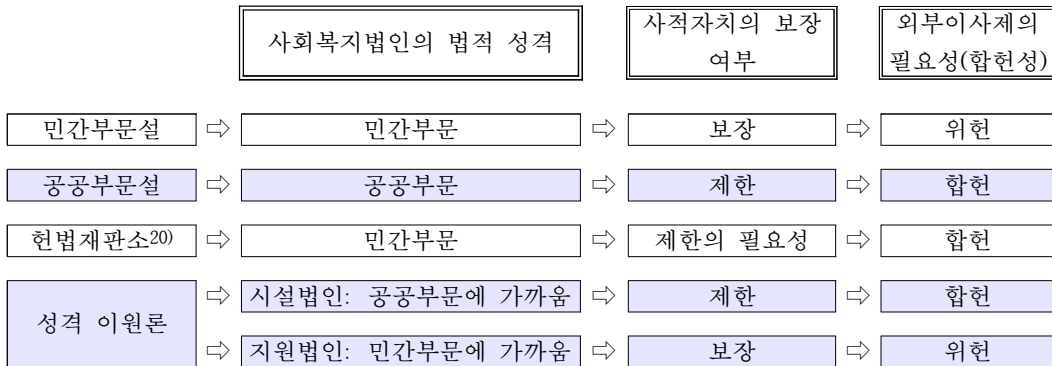 사회복지법인의 법적 성격
사적자치의 보장
여부
외부이사제의
필요성(합헌성)
민간부문설 ⇨ 민간부문 ⇨ 보장 ⇨ 위헌
공공부문설 ⇨ 공공부문 ⇨ 제한 ⇨ 합헌
헌법재판소20) ⇨ 민간부문 ⇨ 제한의 필요성 ⇨ 합헌
성격 이원론
⇨ 시설법인: 공공부문에 가까움 ⇨ 제한 ⇨ 합헌
⇨ 지원법인: 민간부문에 가까움 ⇨ 보장 ⇨ 위헌